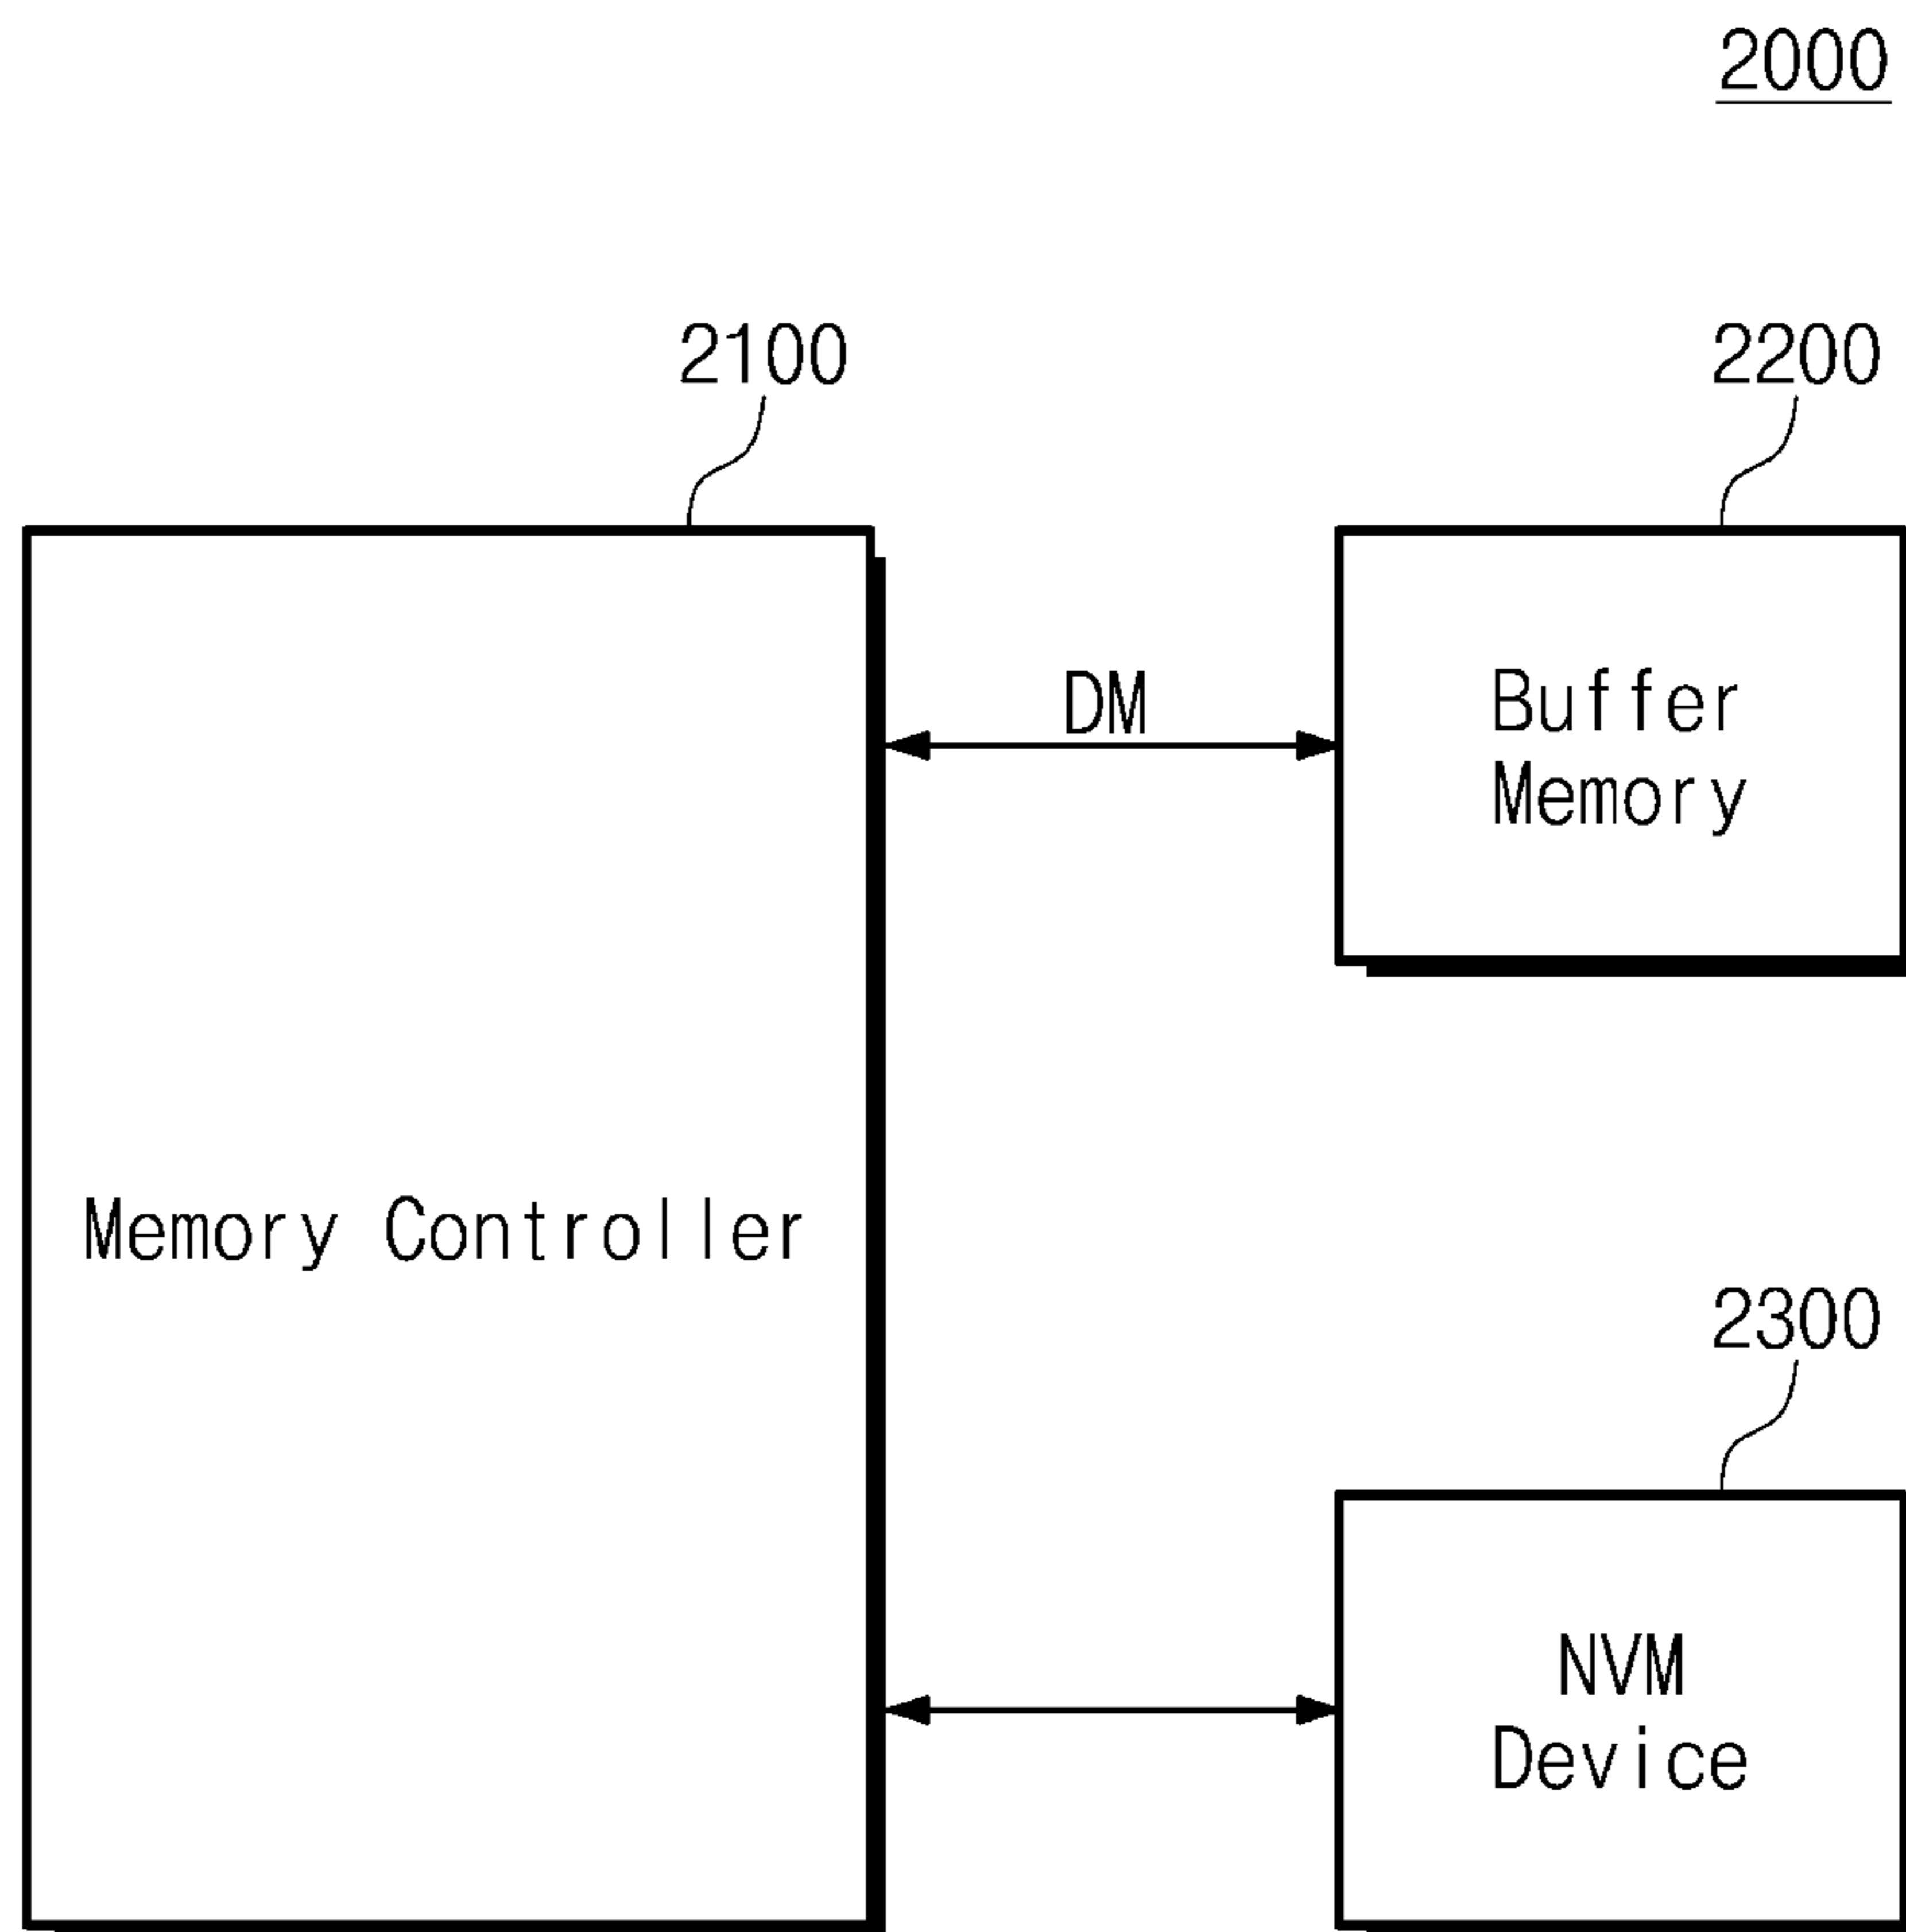 2000
2100
2200
DM
Buffer
Memory
Memory Controller
2300
NVM
Device